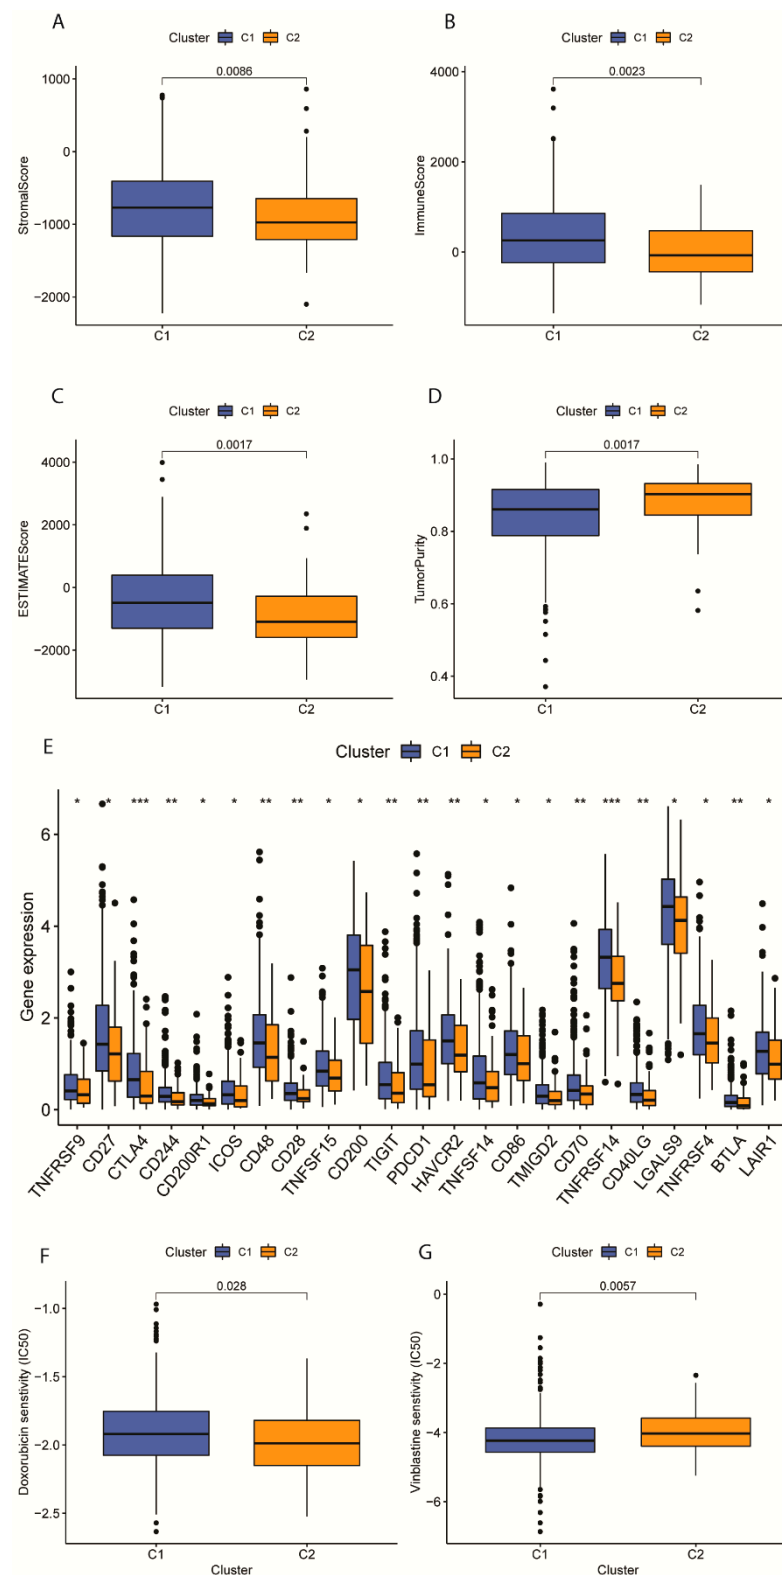 A
Cluster C1 C2
0.0086
1000
0
−1000
−2000
StromalScore
C1 C2
B
Cluster C1 C2
0.0023
4000
2000
0
ImmuneScore
C1 C2
C
Cluster C1 C2
0.0017
4000
2000
0
−2000
ESTIMATEScore
C1 C2
D
Cluster C1 C2
0.0017
1.0
0.8
0.6
0.4
TumorPurity
C1 C2
E
Cluster C1 C2
* * *** ** * * ** ** * * ** ** ** * * * ** *** ** * * ** *
6
4
2
0
Gene expression
TNFRSF9
CD27
CTLA4
CD244
CD200R1
ICOS
CD48
CD28
TNFSF15
CD200
TIGIT
PDCD1
HAVCR2
TNFSF14
CD86
TMIGD2
CD70
TNFRSF14
CD40LG
LGALS9
TNFRSF4
BTLA
LAIR1
F
Cluster C1 C2
0.028
−1.0
−1.5
−2.0
−2.5
Doxorubicin senstivity (IC50)
C1 C2
Cluster
G
Cluster C1 C2
0.0057
0
−2
−4
−6
Vinblastine senstivity (IC50)
C1 C2
Cluster